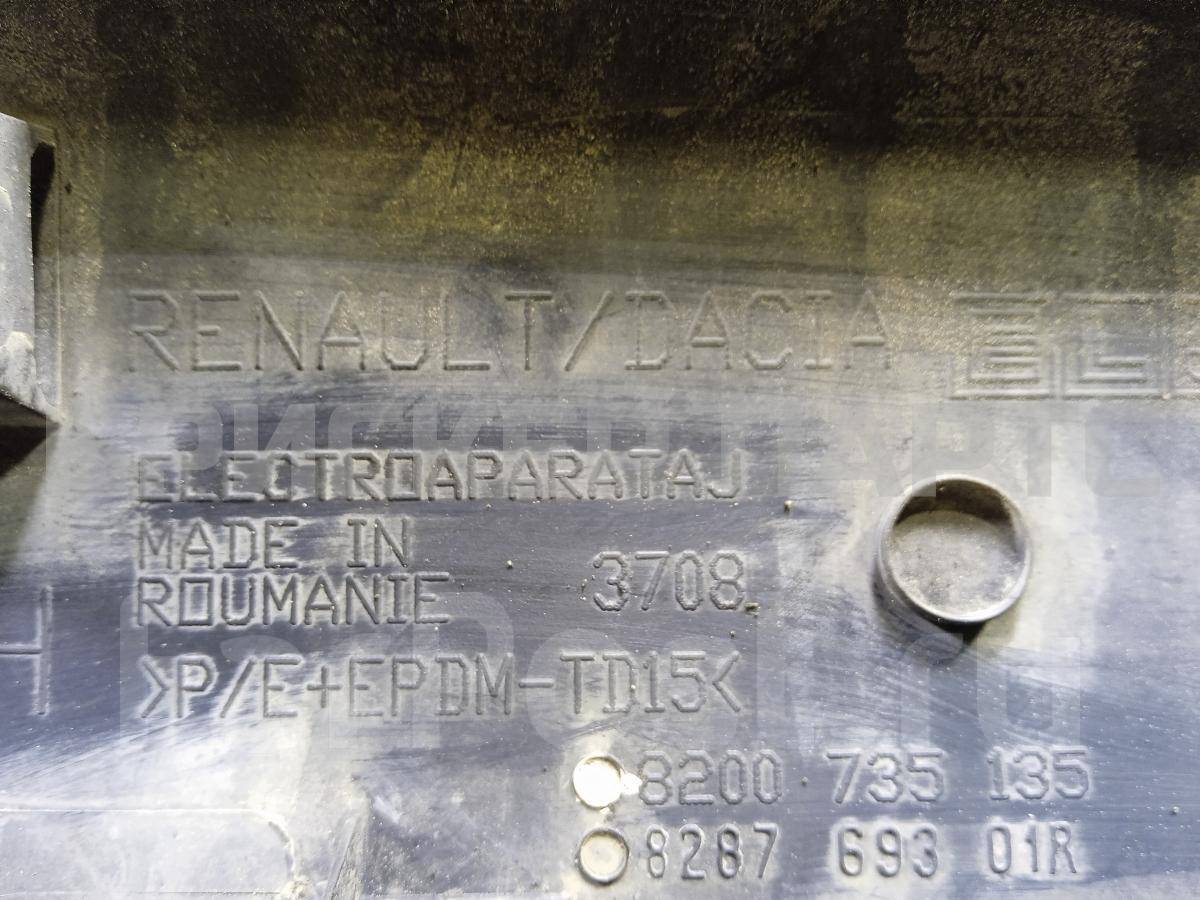 RENAULT/DACIA
ELECTROAPARATAJ
MADE IN
ROUMANIE 3708
>P/E+EPDM-TD15<
8200 735 135
8287 693 01R